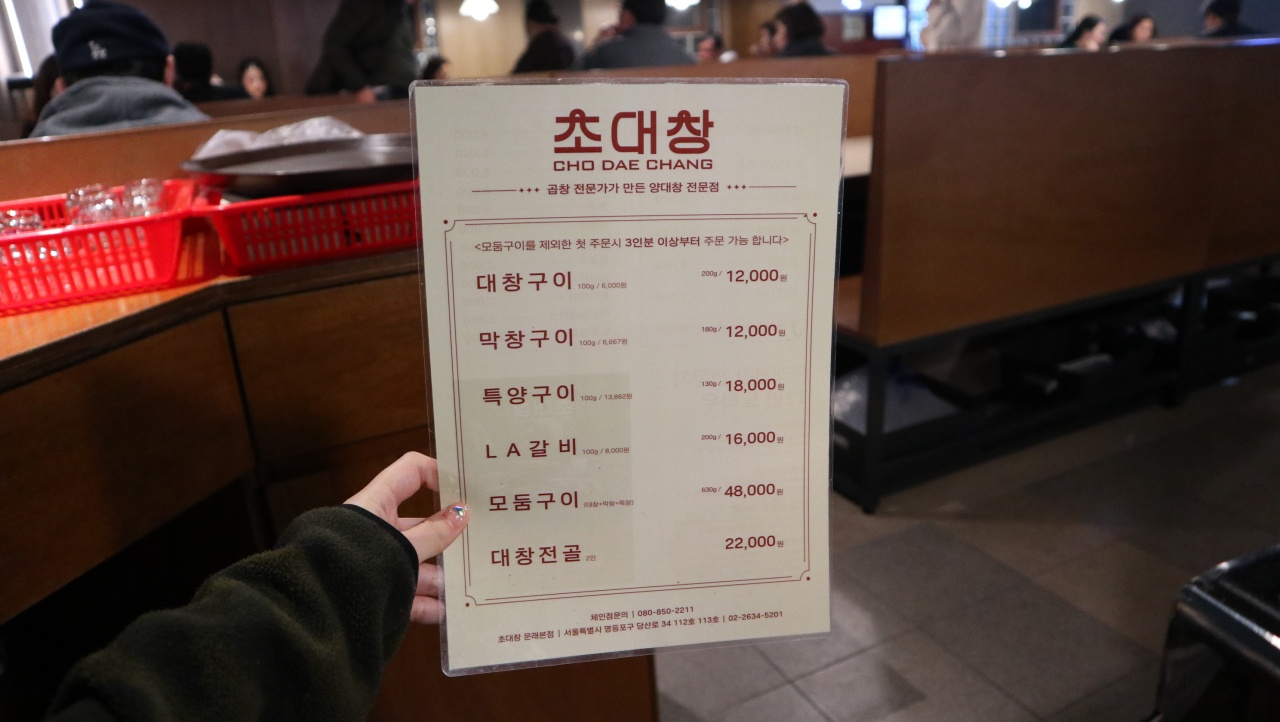 초대창
CHO DAE CHANG
곱창 전문가가 만든 양대창 전문점
<모둠구이를 제외한 첫 주문시 3인분 이상부터 주문 가능 합니다>
대창구이 100g / 6,000원 200g / 12,000원
막창구이 100g / 6,667원 180g / 12,000원
특양구이 100g / 13,862원 130g / 18,000원
LA갈비 100g / 8,000원 200g / 16,000원
모둠구이 (대창+막창+특양) 630g / 48,000원
대창전골 2인 22,000원
체인점문의 | 080-850-2211
초대창 문래본점 | 서울특별시 영등포구 당산로 34 112호 113호 | 02-2634-5201
LA